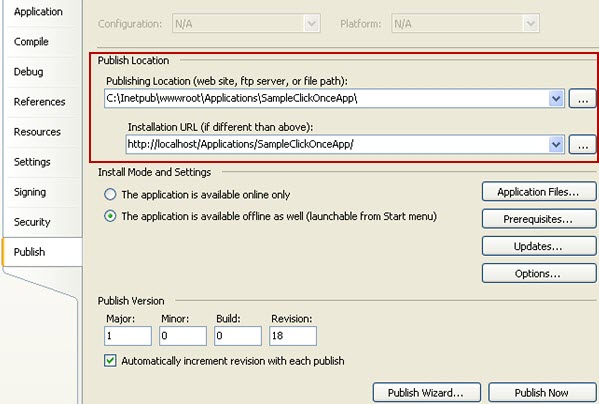 Application
Configuration: N/A Platform: N/A
Compile
Publish Location
Debug
Publishing Location (web site, ftp server, or file path):
References
C:\Inetpub\wwwroot\Applications\SampleClickOnceApp\ ...
Resources
Installation URL (if different than above):
http://localhost/Applications/SampleClickOnceApp/ ...
Settings
Install Mode and Settings
Signing
The application is available online only
Application Files...
Security
The application is available offline as well (launchable from Start menu)
Prerequisites...
Publish
Updates...
Options...
Publish Version
Major: Minor: Build: Revision:
1 0 0 18
Automatically increment revision with each publish
Publish Wizard... Publish Now